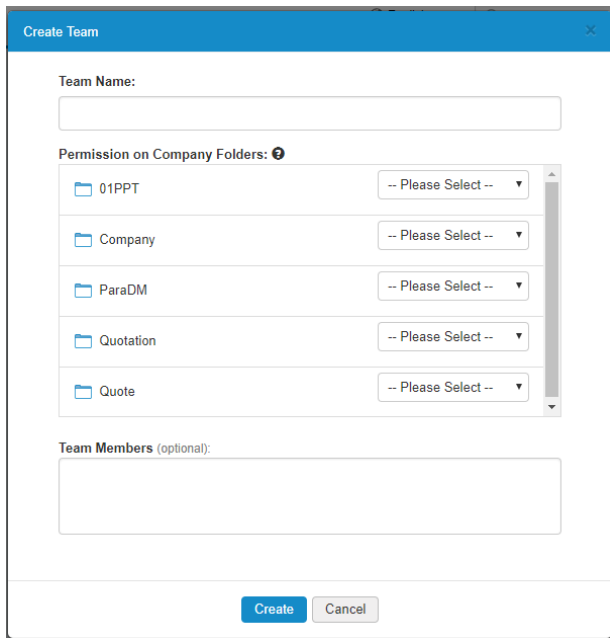 Create Team
Team Name:
Permission on Company Folders:
01PPT -- Please Select --
Company -- Please Select --
ParaDM -- Please Select --
Quotation -- Please Select --
Quote -- Please Select --
Team Members (optional):
Create Cancel